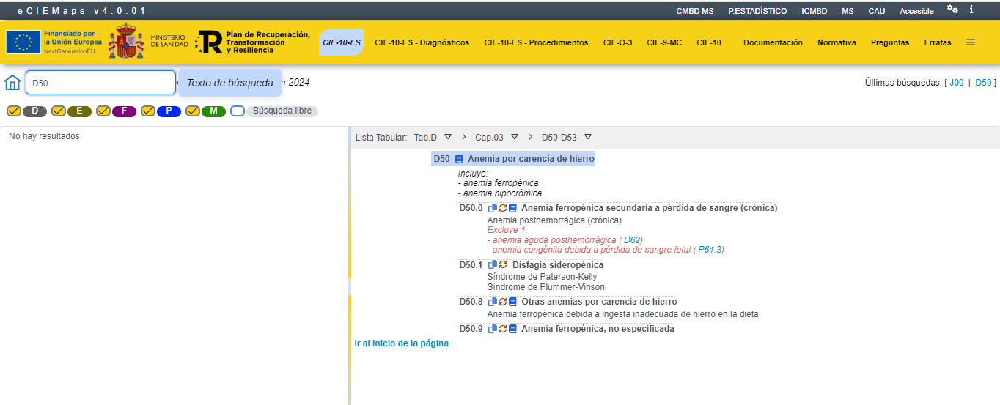 eCIEMaps v4.0.01
CMBD MS P.ESTADÍSTICO ICMBD MS CAU Accesible
Financiado por
la Unión Europea
NextGenerationEU
MINISTERIO
DE SANIDAD
R
Plan de Recuperación,
Transformación
y Resiliencia
CIE-10-ES CIE-10-ES - Diagnósticos CIE-10-ES - Procedimientos CIE-O-3 CIE-9-MC CIE-10 Documentación Normativa Preguntas Erratas
D50 Texto de búsqueda n 2024 Últimas búsquedas: [ J00 | D50 ]
D E F P M Búsqueda libre
No hay resultados
Lista Tabular: Tab.D > Cap.03 > D50-D53
D50 Anemia por carencia de hierro
Incluye:
- anemia ferropénica
- anemia hipocrómica
D50.0 Anemia ferropénica secundaria a pérdida de sangre (crónica)
Anemia posthemorrágica (crónica)
Excluye 1:
- anemia aguda posthemorrágica ( D62)
- anemia congénita debida a pérdida de sangre fetal ( P61.3)
D50.1 Disfagia sideropénica
Síndrome de Paterson-Kelly
Síndrome de Plummer-Vinson
D50.8 Otras anemias por carencia de hierro
Anemia ferropénica debida a ingesta inadecuada de hierro en la dieta
D50.9 Anemia ferropénica, no especificada
Ir al inicio de la página